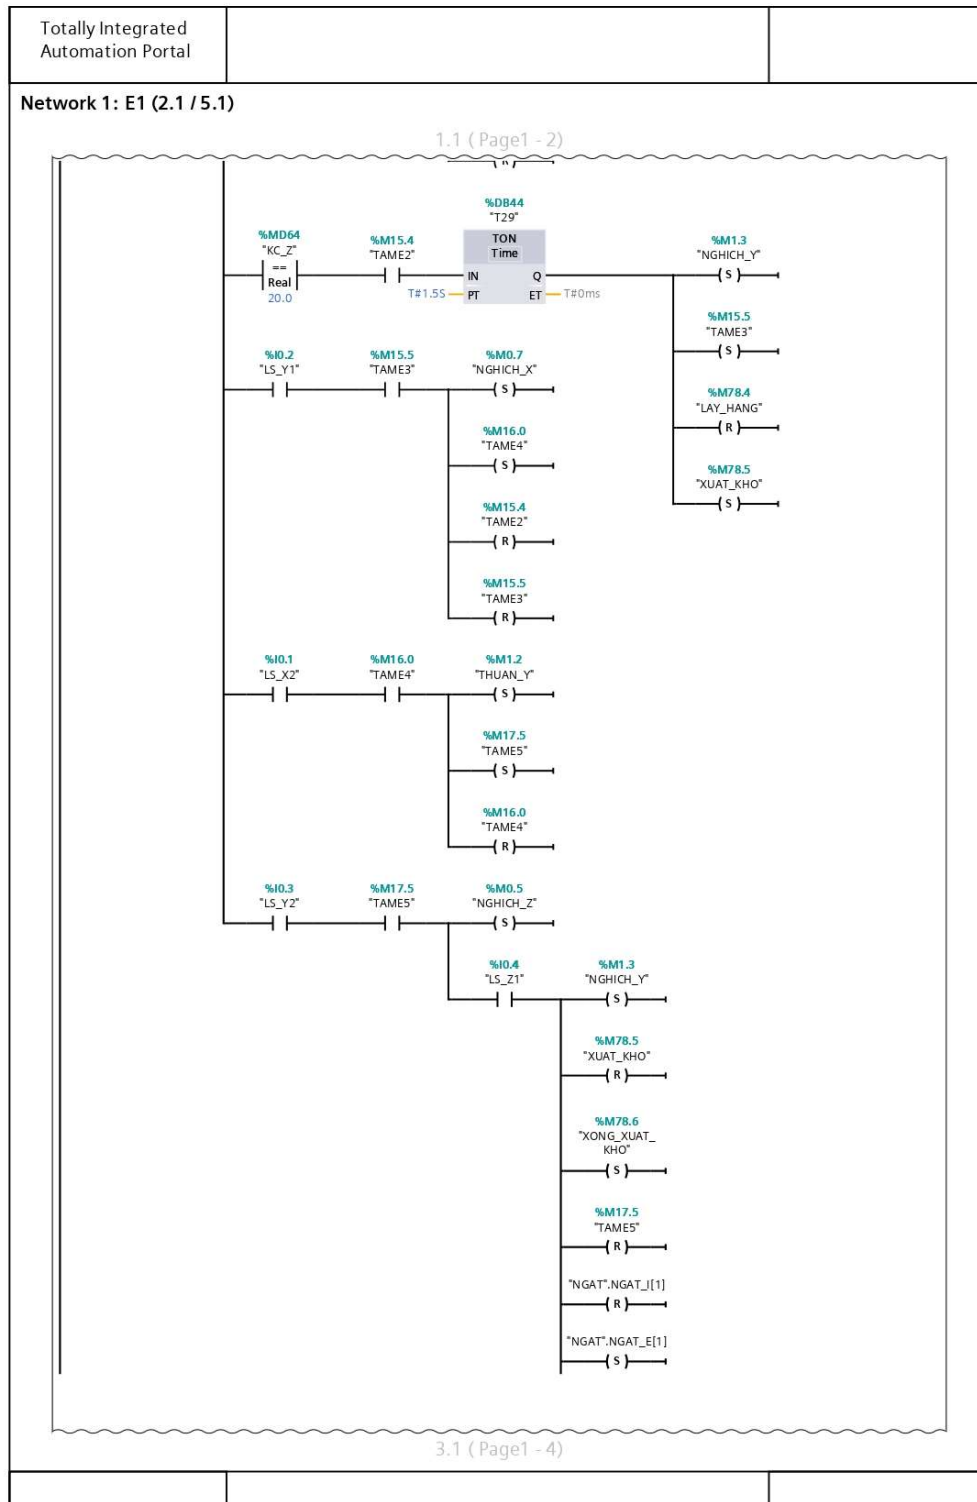 Totally Integrated
Automation Portal
Network 1: E1 (2.1 / 5.1)
1.1 ( Page1 - 2)
( R )
%DB44
"T29"
TON
Time
IN
Q
PT
ET
T#1.5S
T#0ms
%MD64
"KC_Z"
==
Real
20.0
%M15.4
"TAME2"
%M1.3
"NGHICH_Y"
( S )
%M15.5
"TAME3"
( S )
%M78.4
"LAY_HANG"
( R )
%M78.5
"XUAT_KHO"
( S )
%I0.2
"LS_Y1"
%M15.5
"TAME3"
%M0.7
"NGHICH_X"
( S )
%M16.0
"TAME4"
( S )
%M15.4
"TAME2"
( R )
%M15.5
"TAME3"
( R )
%I0.1
"LS_X2"
%M16.0
"TAME4"
%M1.2
"THUAN_Y"
( S )
%M17.5
"TAME5"
( S )
%M16.0
"TAME4"
( R )
%I0.3
"LS_Y2"
%M17.5
"TAME5"
%M0.5
"NGHICH_Z"
( S )
%I0.4
"LS_Z1"
%M1.3
"NGHICH_Y"
( S )
%M78.5
"XUAT_KHO"
( R )
%M78.6
"XONG_XUAT_
KHO"
( S )
%M17.5
"TAME5"
( R )
"NGAT".NGAT_I[1]
( R )
"NGAT".NGAT_E[1]
( S )
3.1 ( Page1 - 4)